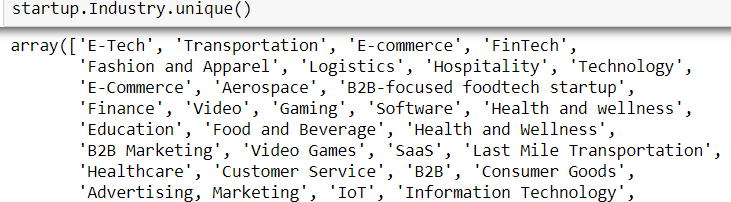 startup.Industry.unique()
array(['E-Tech', 'Transportation', 'E-commerce', 'FinTech',
'Fashion and Apparel', 'Logistics', 'Hospitality', 'Technology',
'E-Commerce', 'Aerospace', 'B2B-focused foodtech startup',
'Finance', 'Video', 'Gaming', 'Software', 'Health and wellness',
'Education', 'Food and Beverage', 'Health and Wellness',
'B2B Marketing', 'Video Games', 'SaaS', 'Last Mile Transportation',
'Healthcare', 'Customer Service', 'B2B', 'Consumer Goods',
'Advertising, Marketing', 'IoT', 'Information Technology',